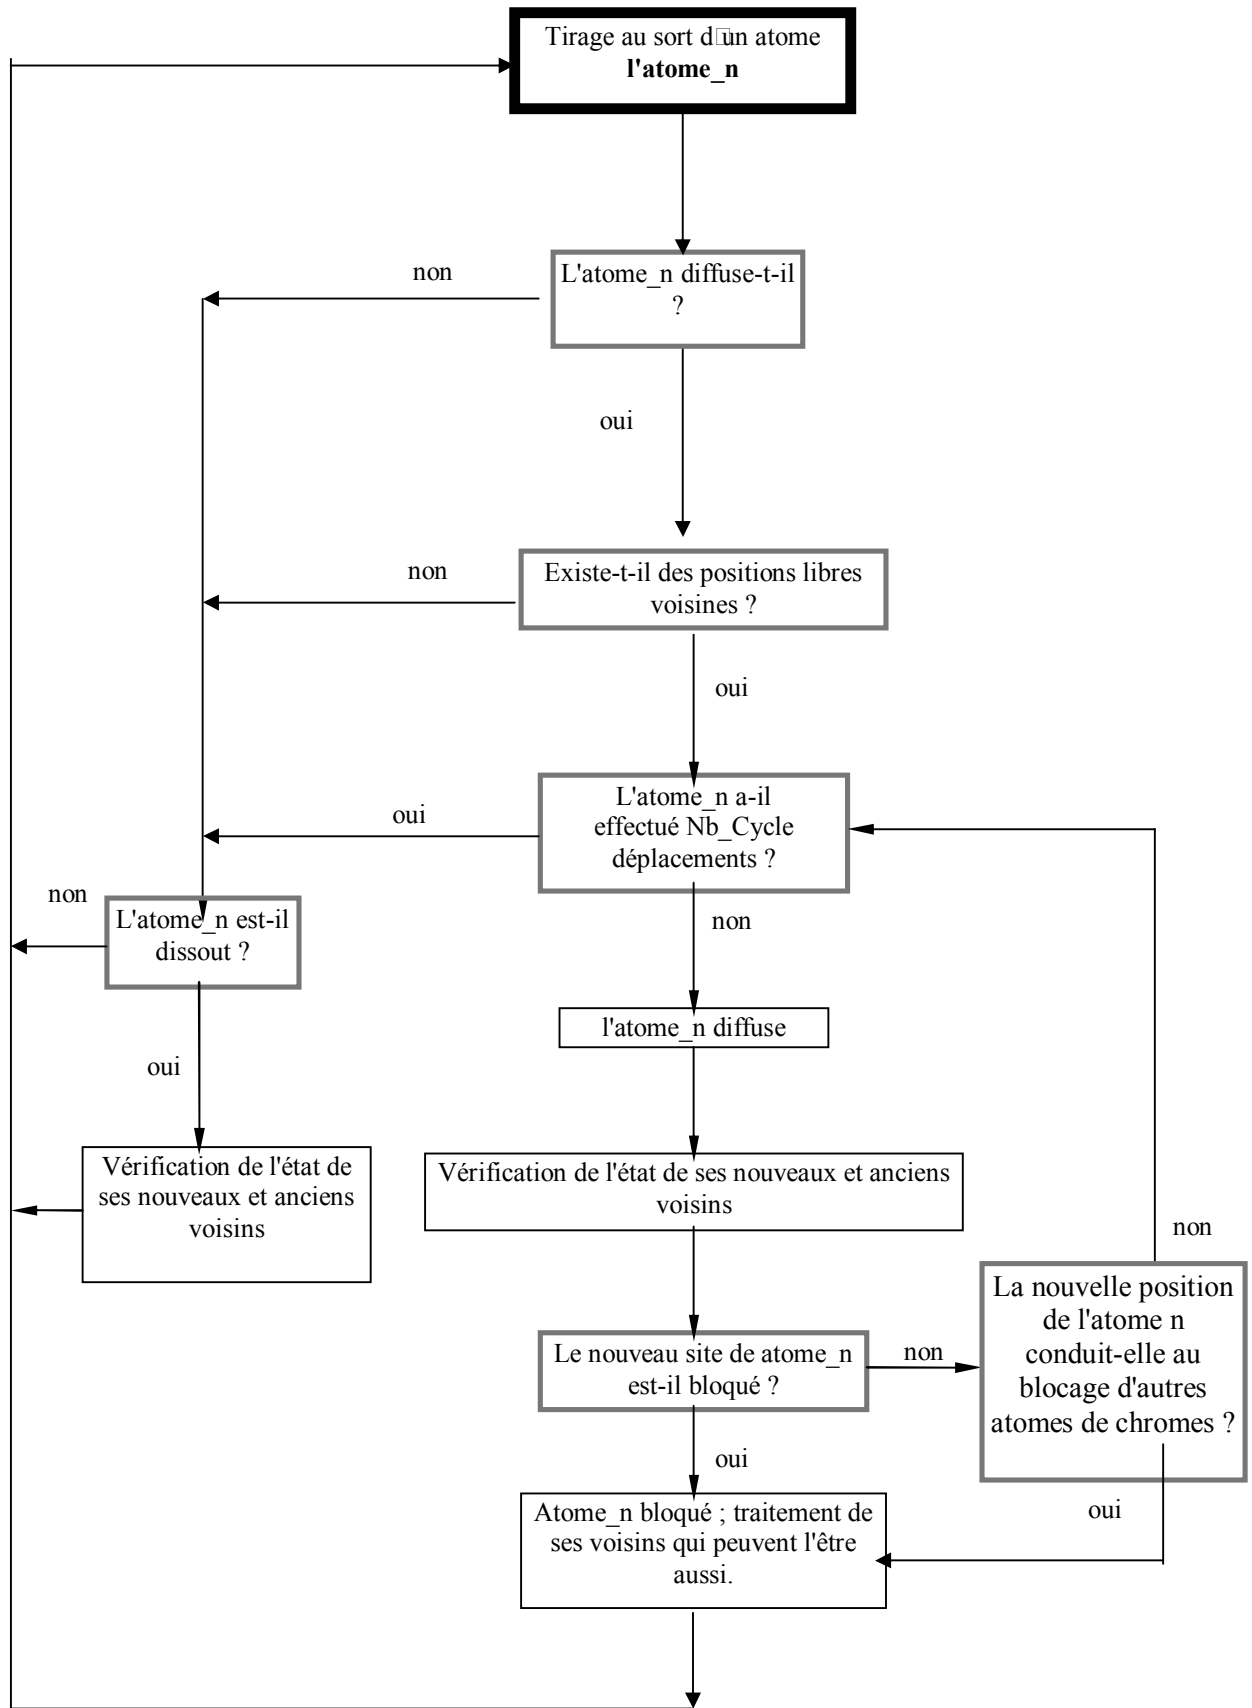 Tirage au sort d□un atome
l'atome_n
non
L'atome_n diffuse-t-il
?
oui
non
Existe-t-il des positions libres
voisines ?
oui
oui
L'atome_n a-il
effectué Nb_Cycle
déplacements ?
non
L'atome_n est-il
dissout ?
non
l'atome_n diffuse
oui
Vérification de l'état de
ses nouveaux et anciens
voisins
Vérification de l'état de ses nouveaux et anciens
voisins
non
La nouvelle position
de l'atome n
conduit-elle au
blocage d'autres
atomes de chromes ?
Le nouveau site de atome_n
est-il bloqué ?
non
oui
oui
Atome_n bloqué ; traitement de
ses voisins qui peuvent l'être
aussi.